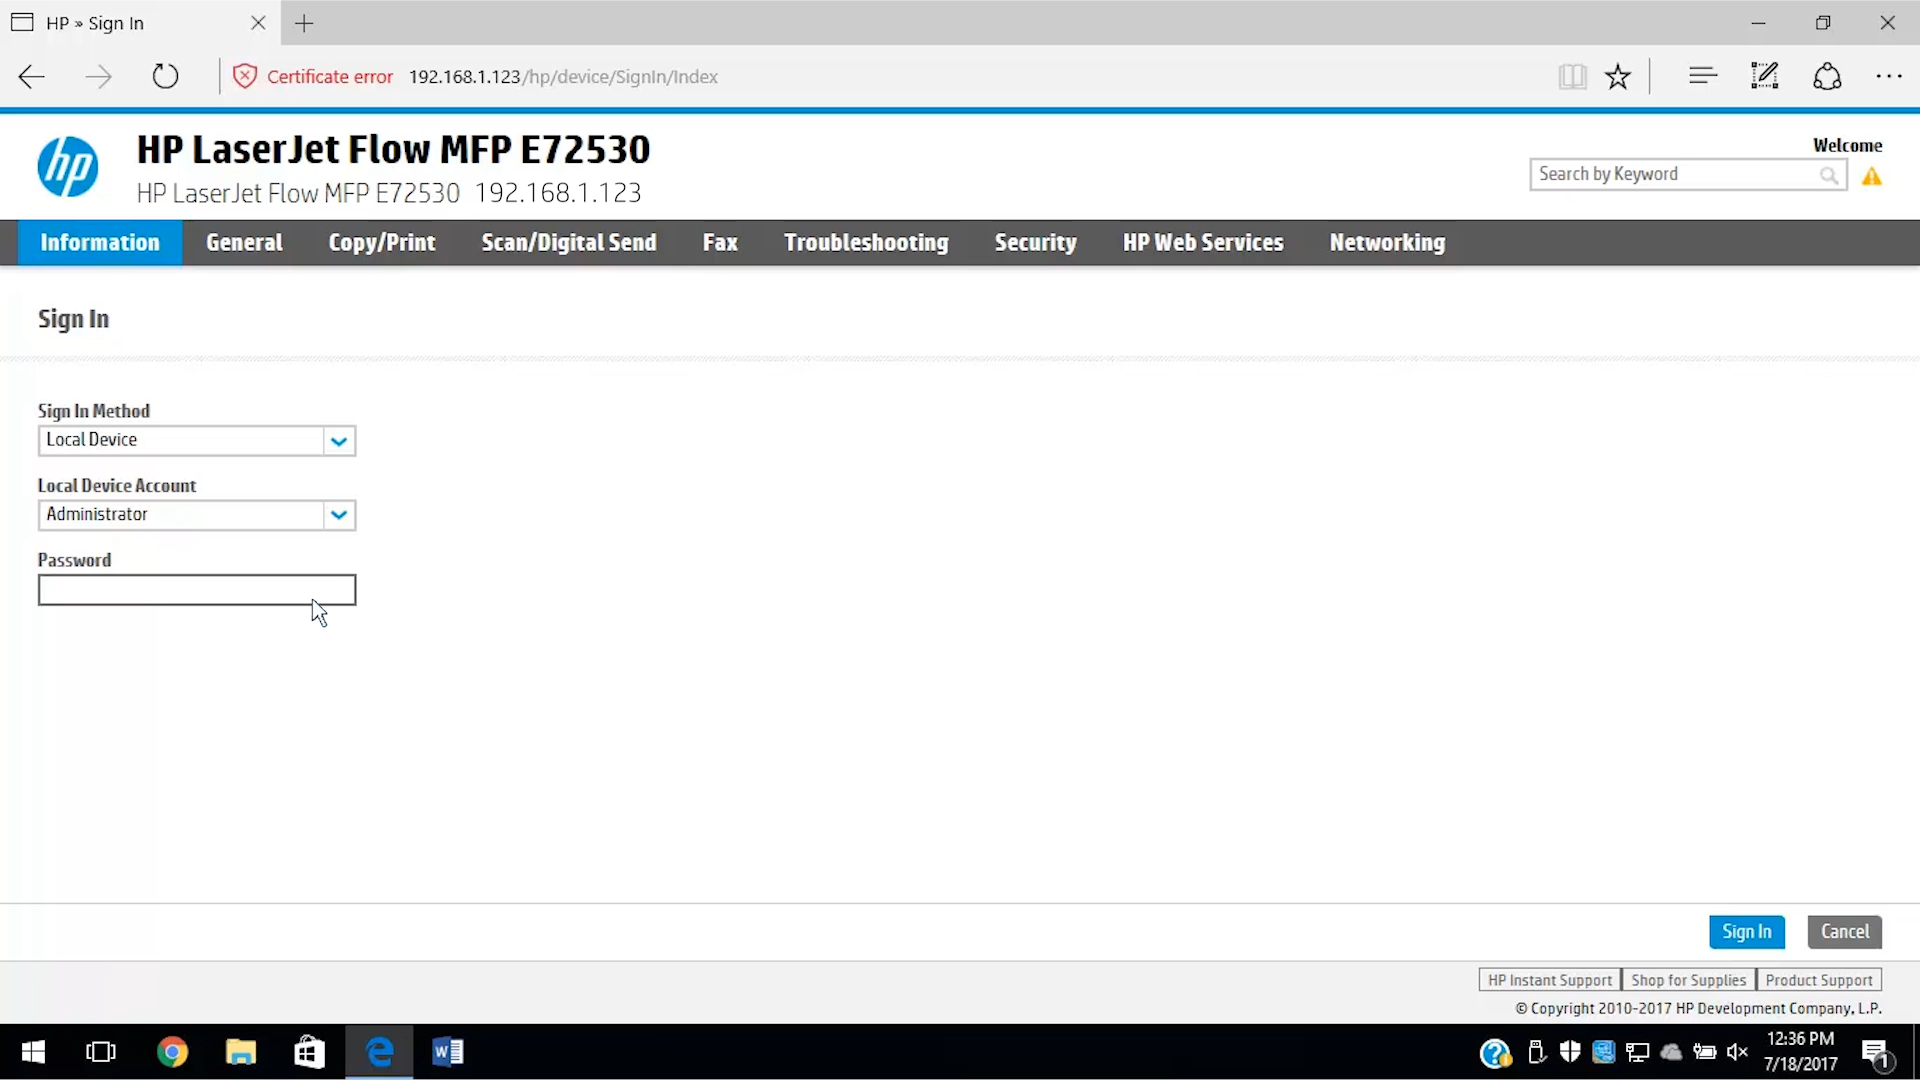 HP » Sign In
Certificate error 192.168.1.123/hp/device/SignIn/Index
hp
HP LaserJet Flow MFP E72530
HP LaserJet Flow MFP E72530 192.168.1.123
Welcome
Search by Keyword
Information General Copy/Print Scan/Digital Send Fax Troubleshooting Security HP Web Services Networking
Sign In
Sign In Method
Local Device
Local Device Account
Administrator
Password
Sign In Cancel
HP Instant Support Shop for Supplies Product Support
© Copyright 2010-2017 HP Development Company, L.P.
12:36 PM
7/18/2017
1